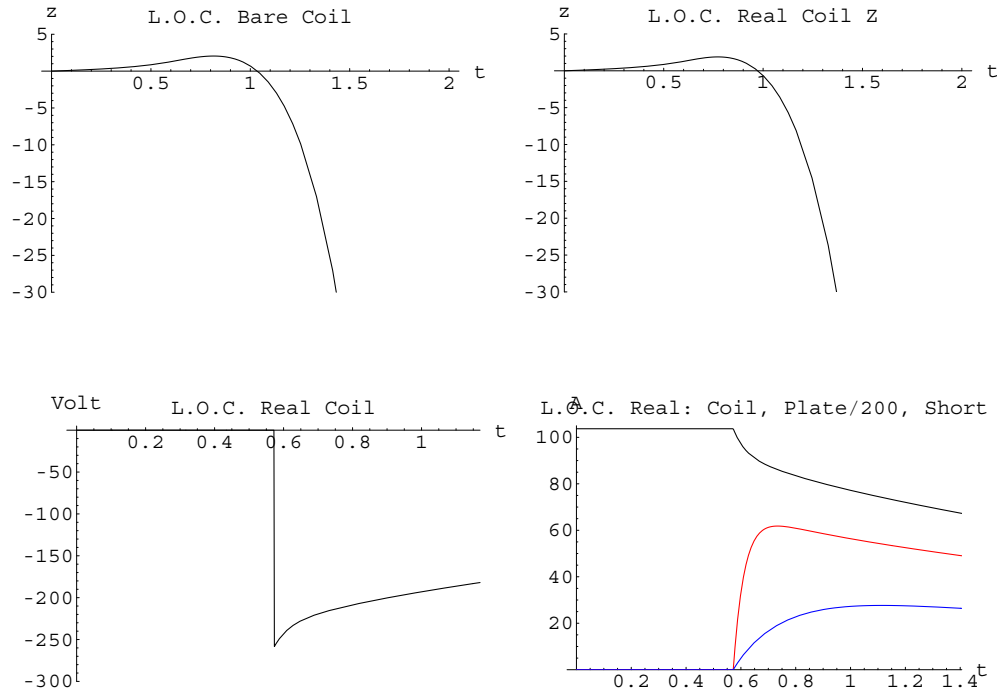 z
L.O.C. Bare Coil
5
t
0.5 1 1.5 2
-5
-10
-15
-20
-25
-30
z
L.O.C. Real Coil Z
5
t
0.5 1 1.5 2
-5
-10
-15
-20
-25
-30
Volt
L.O.C. Real Coil
t
0.2 0.4 0.6 0.8 1
-50
-100
-150
-200
-250
-300
A
L.O.C. Real: Coil, Plate/200, Short
100
80
60
40
20
t
0.2 0.4 0.6 0.8 1 1.2 1.4